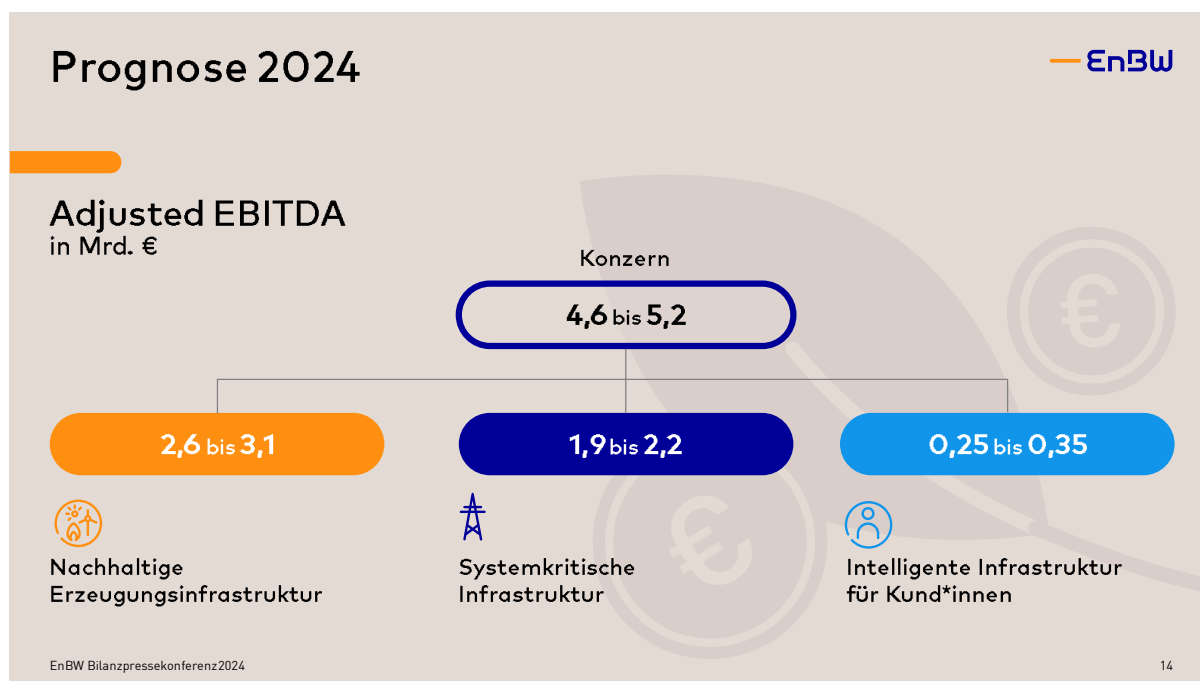 Prognose 2024
EnBW
Adjusted EBITDA
in Mrd. €
Konzern
4,6 bis 5,2
2,6 bis 3,1
1,9 bis 2,2
0,25 bis 0,35
Nachhaltige
Erzeugungsinfrastruktur
Systemkritische
Infrastruktur
Intelligente Infrastruktur
für Kund*innen
€
€
EnBW Bilanzpressekonferenz2024
14